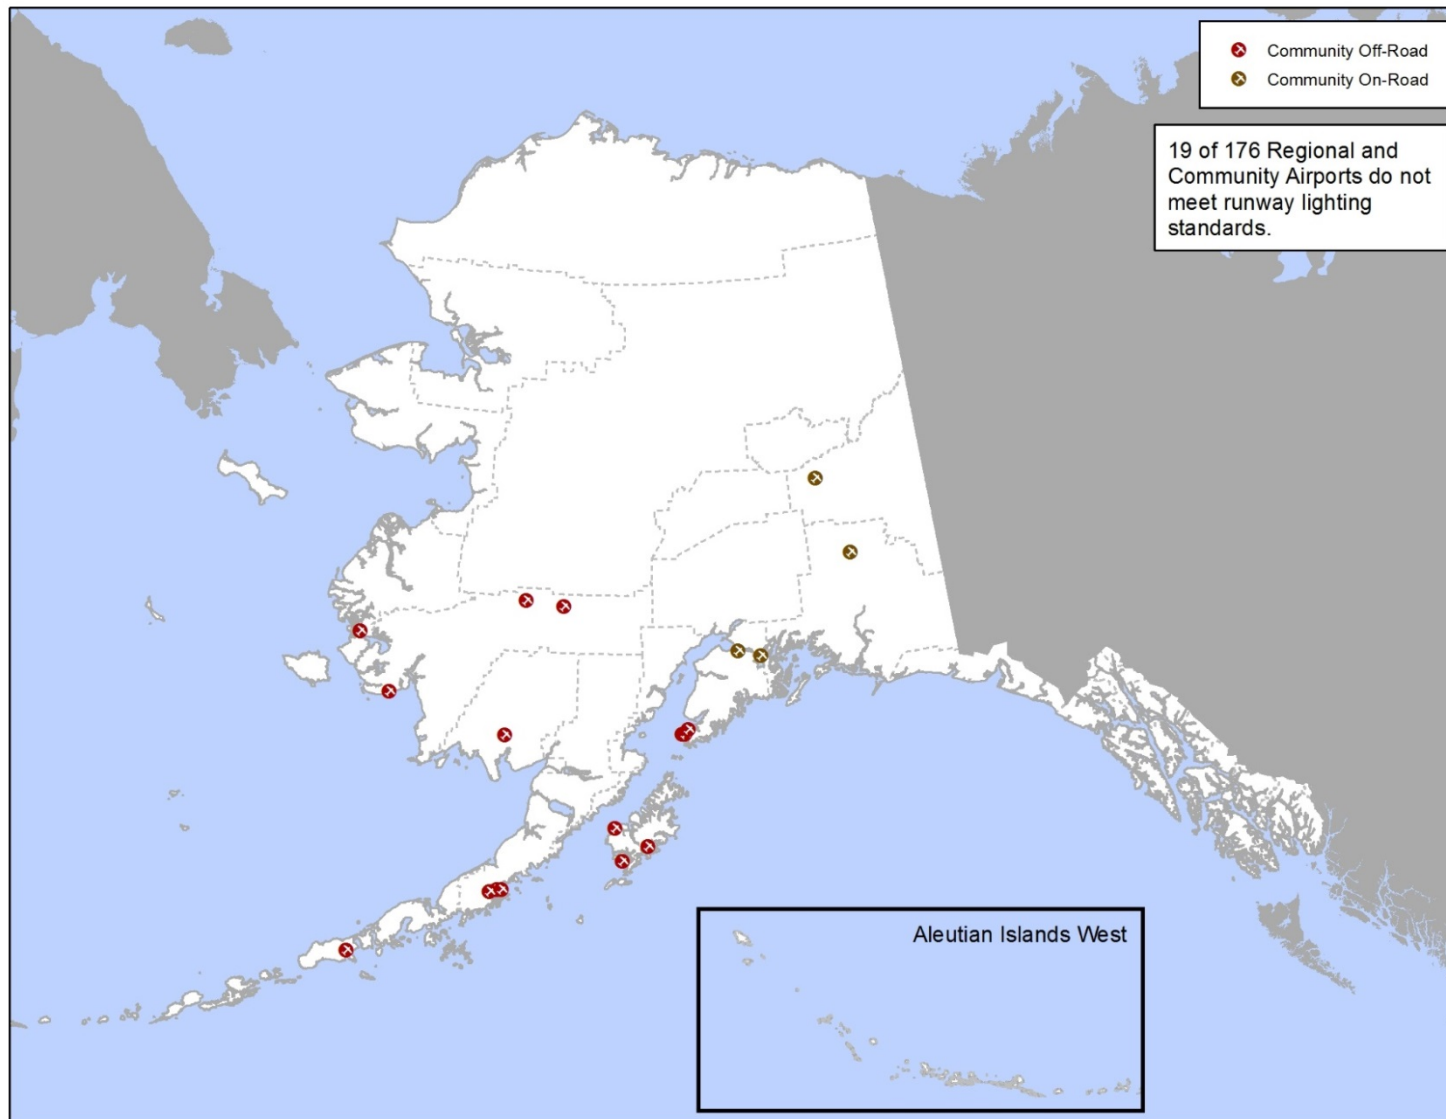 Community Off-Road
Community On-Road
19 of 176 Regional and
Community Airports do not
meet runway lighting
standards.
Aleutian Islands West